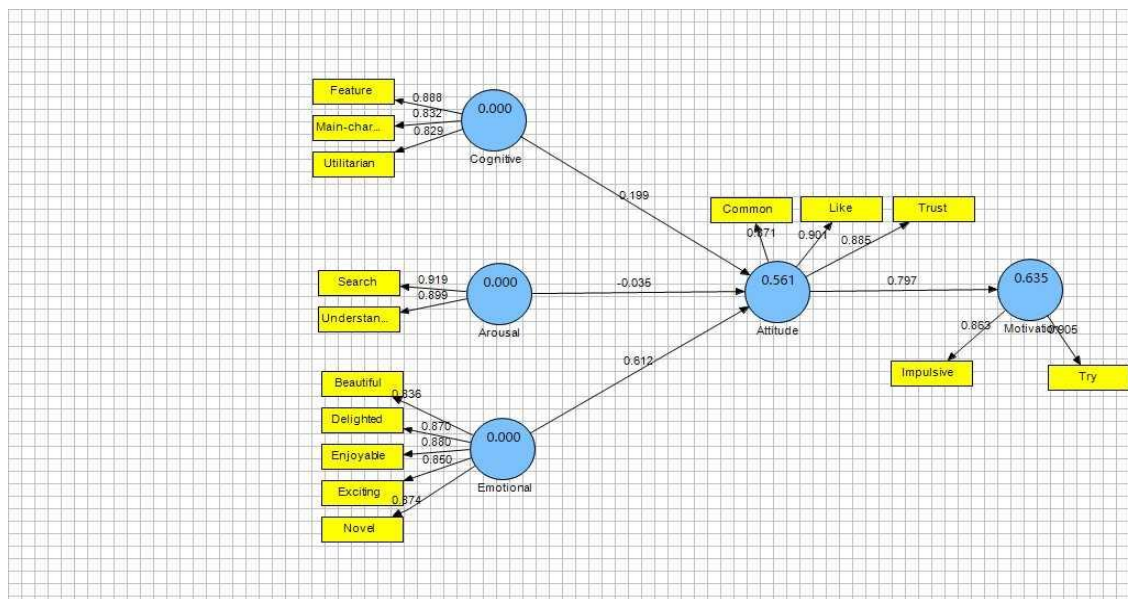 Feature
Main-char...
Utilitarian
0.888
0.832
0.829
0.000
Cognitive
0.199
Search
Understan...
0.919
0.899
0.000
Arousal
-0.035
Beautiful
Delighted
Enjoyable
Exciting
Novel
0.836
0.870
0.880
0.850
0.874
0.000
Emotional
0.612
Common
Like
Trust
0.871
0.901
0.885
0.561
Attitude
0.797
0.635
Motivation
0.863
0.905
Impulsive
Try